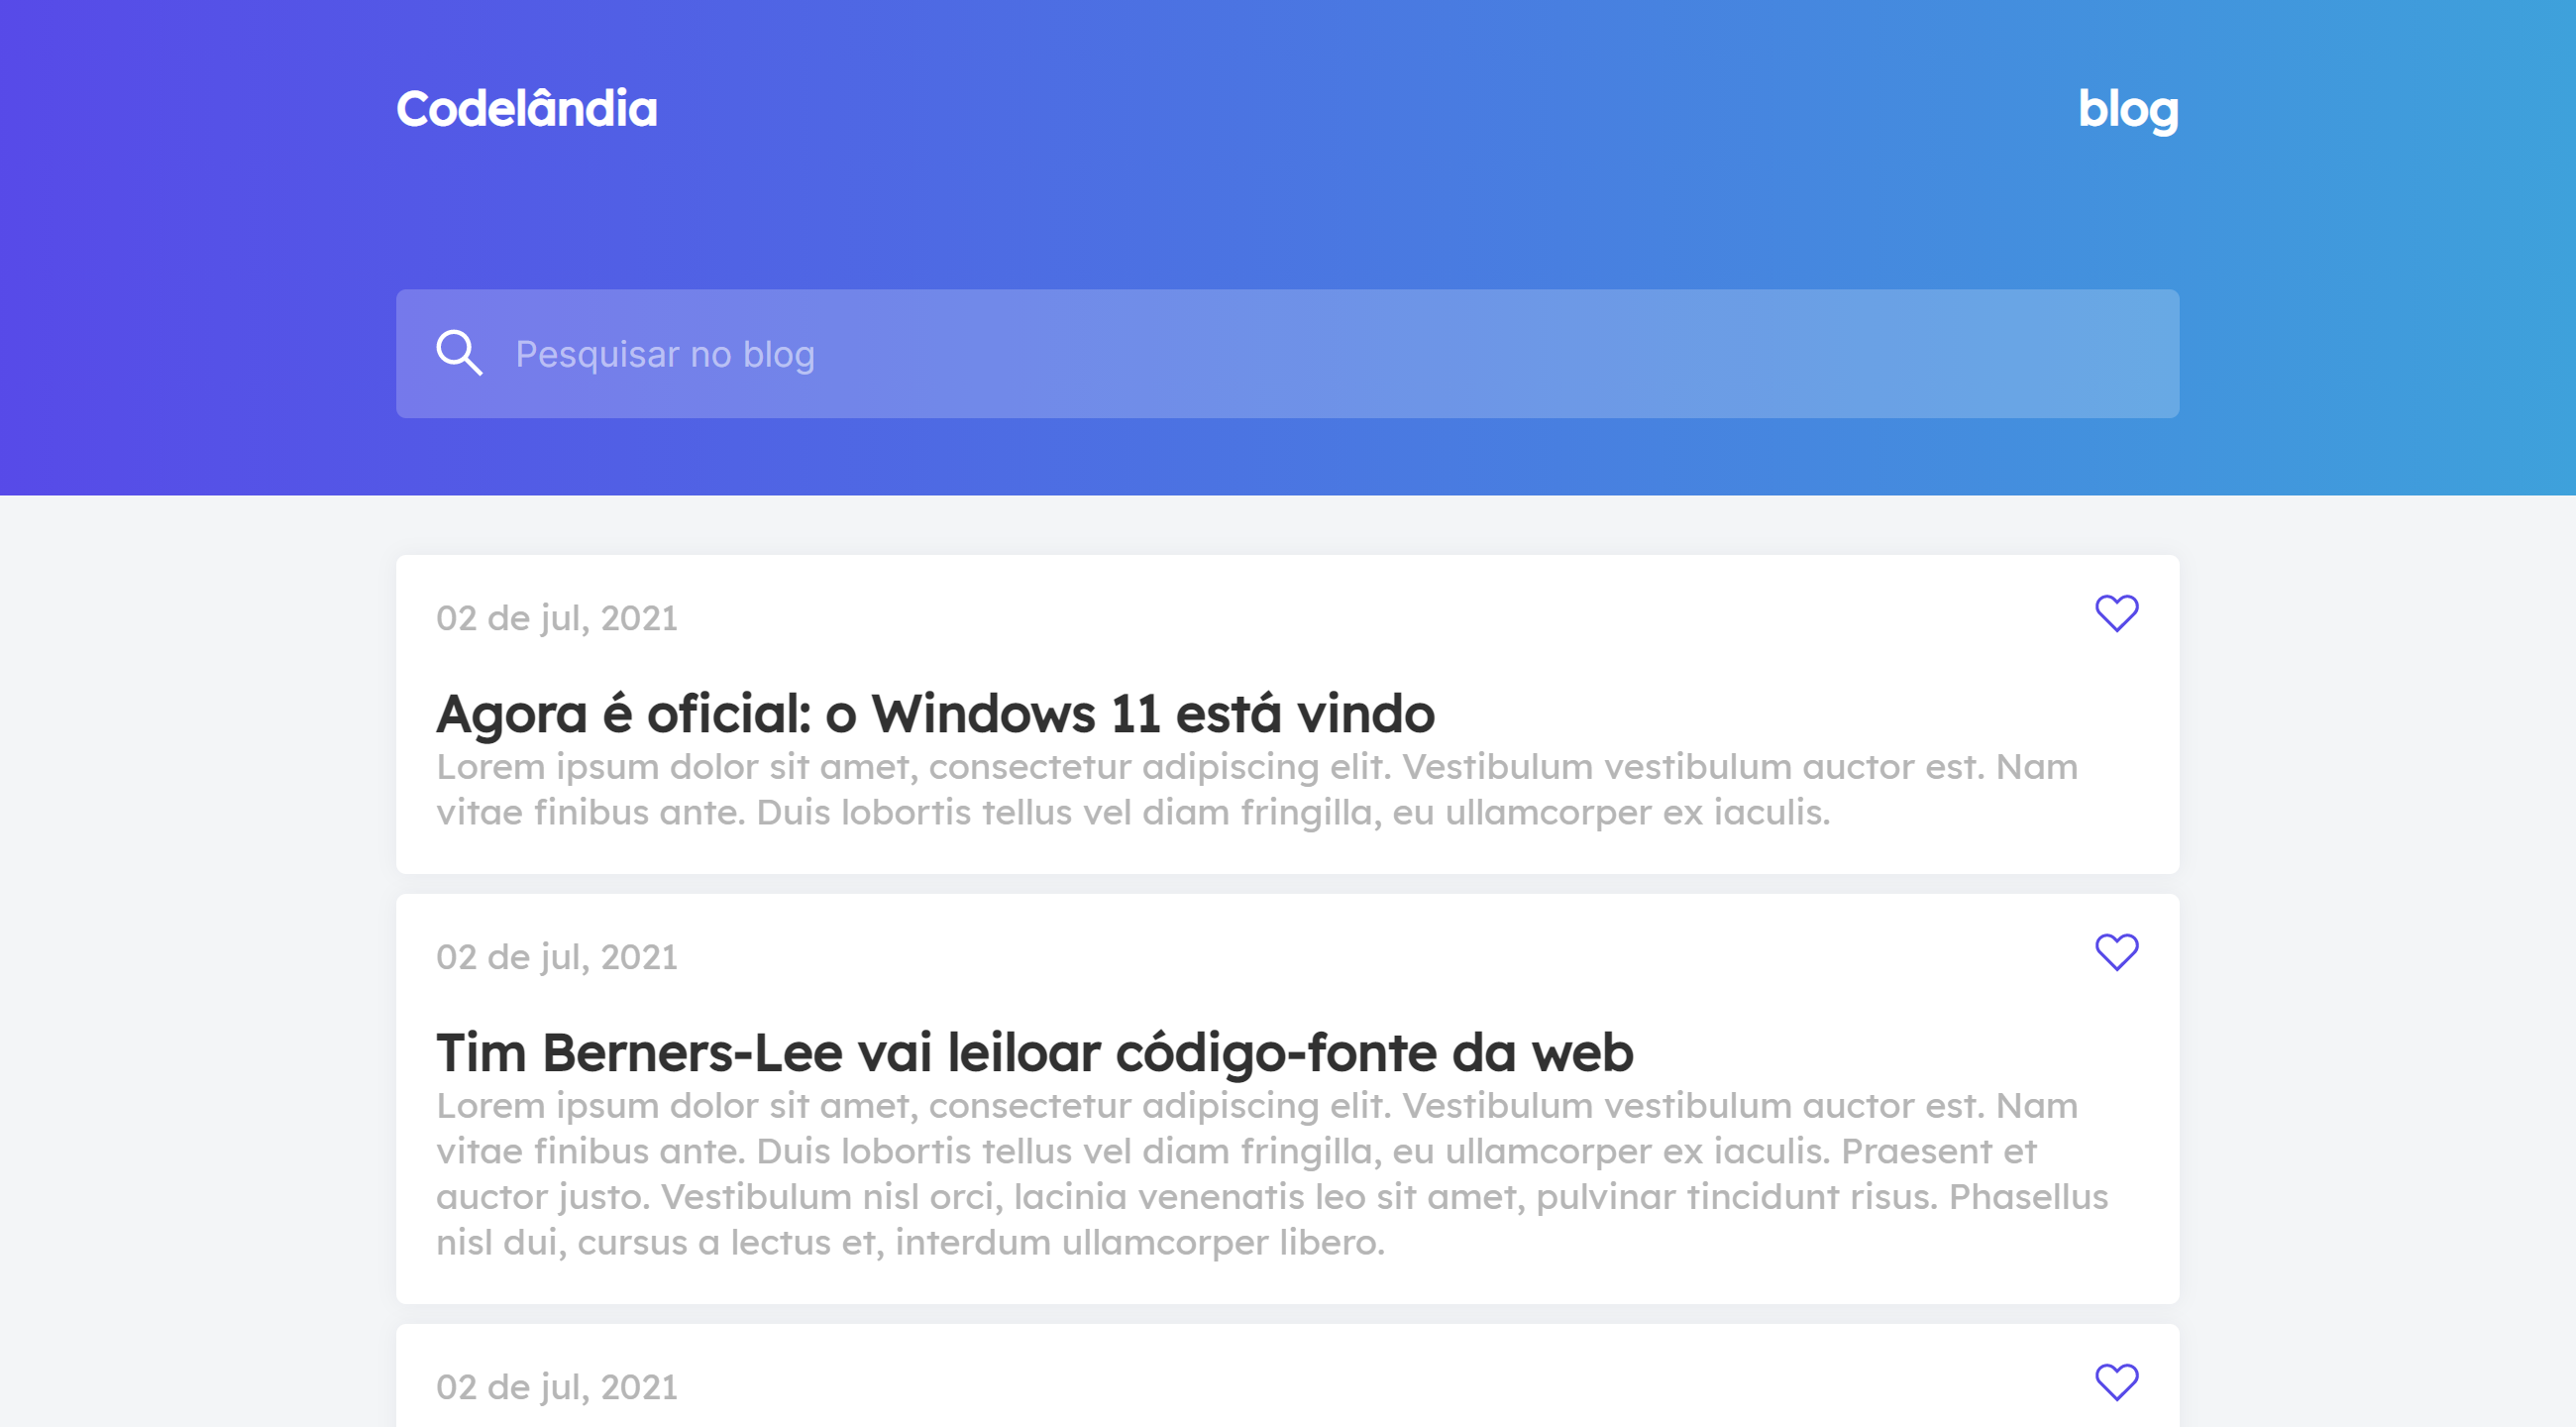 Codelândia
blog
Pesquisar no blog
02 de jul, 2021
Agora é oficial: o Windows 11 está vindo
Lorem ipsum dolor sit amet, consectetur adipiscing elit. Vestibulum vestibulum auctor est. Nam
vitae finibus ante. Duis lobortis tellus vel diam fringilla, eu ullamcorper ex iaculis.
02 de jul, 2021
Tim Berners-Lee vai leiloar código-fonte da web
Lorem ipsum dolor sit amet, consectetur adipiscing elit. Vestibulum vestibulum auctor est. Nam
vitae finibus ante. Duis lobortis tellus vel diam fringilla, eu ullamcorper ex iaculis. Praesent et
auctor justo. Vestibulum nisl orci, lacinia venenatis leo sit amet, pulvinar tincidunt risus. Phasellus
nisl dui, cursus a lectus et, interdum ullamcorper libero.
02 de jul, 2021